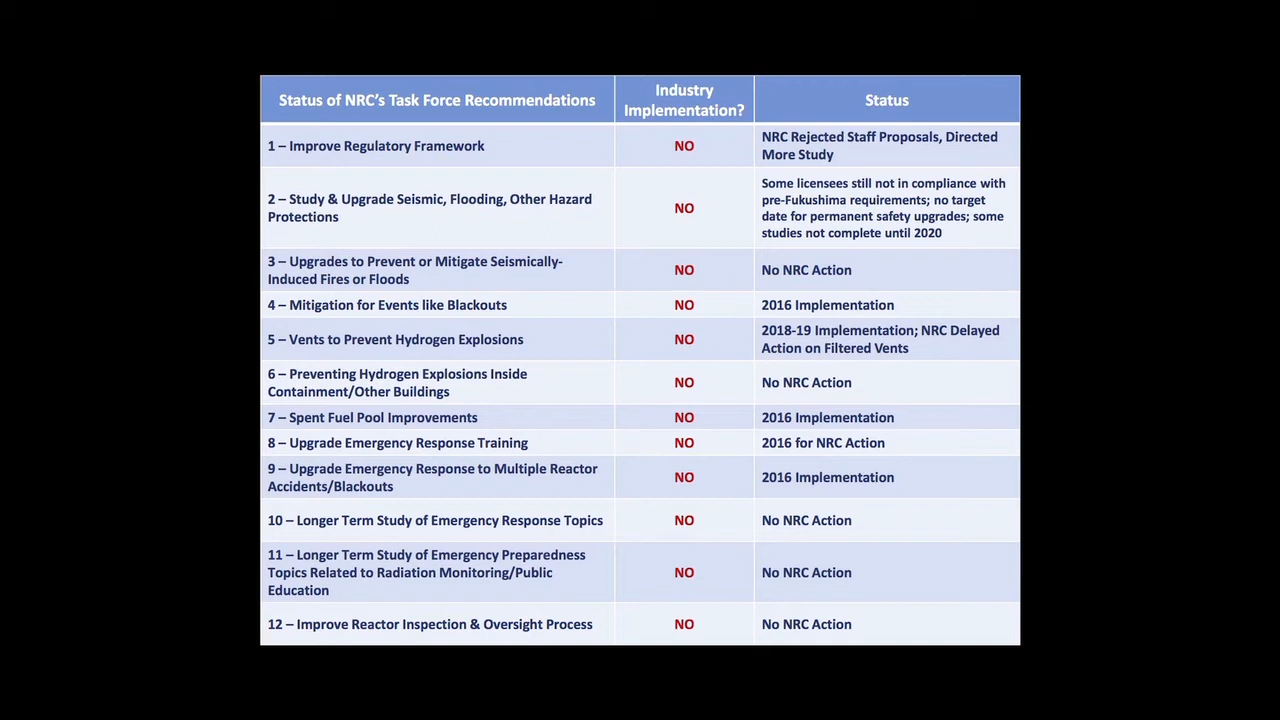 Status of NRC’s Task Force Recommendations
Industry
Implementation?
Status
1 – Improve Regulatory Framework
NO
NRC Rejected Staff Proposals, Directed
More Study
2 – Study & Upgrade Seismic, Flooding, Other Hazard
Protections
NO
Some licensees still not in compliance with
pre-Fukushima requirements; no target
date for permanent safety upgrades; some
studies not complete until 2020
3 – Upgrades to Prevent or Mitigate Seismically-
Induced Fires or Floods
NO
No NRC Action
4 – Mitigation for Events like Blackouts
NO
2016 Implementation
5 – Vents to Prevent Hydrogen Explosions
NO
2018-19 Implementation; NRC Delayed
Action on Filtered Vents
6 – Preventing Hydrogen Explosions Inside
Containment/Other Buildings
NO
No NRC Action
7 – Spent Fuel Pool Improvements
NO
2016 Implementation
8 – Upgrade Emergency Response Training
NO
2016 for NRC Action
9 – Upgrade Emergency Response to Multiple Reactor
Accidents/Blackouts
NO
2016 Implementation
10 – Longer Term Study of Emergency Response Topics
NO
No NRC Action
11 – Longer Term Study of Emergency Preparedness
Topics Related to Radiation Monitoring/Public
Education
NO
No NRC Action
12 – Improve Reactor Inspection & Oversight Process
NO
No NRC Action